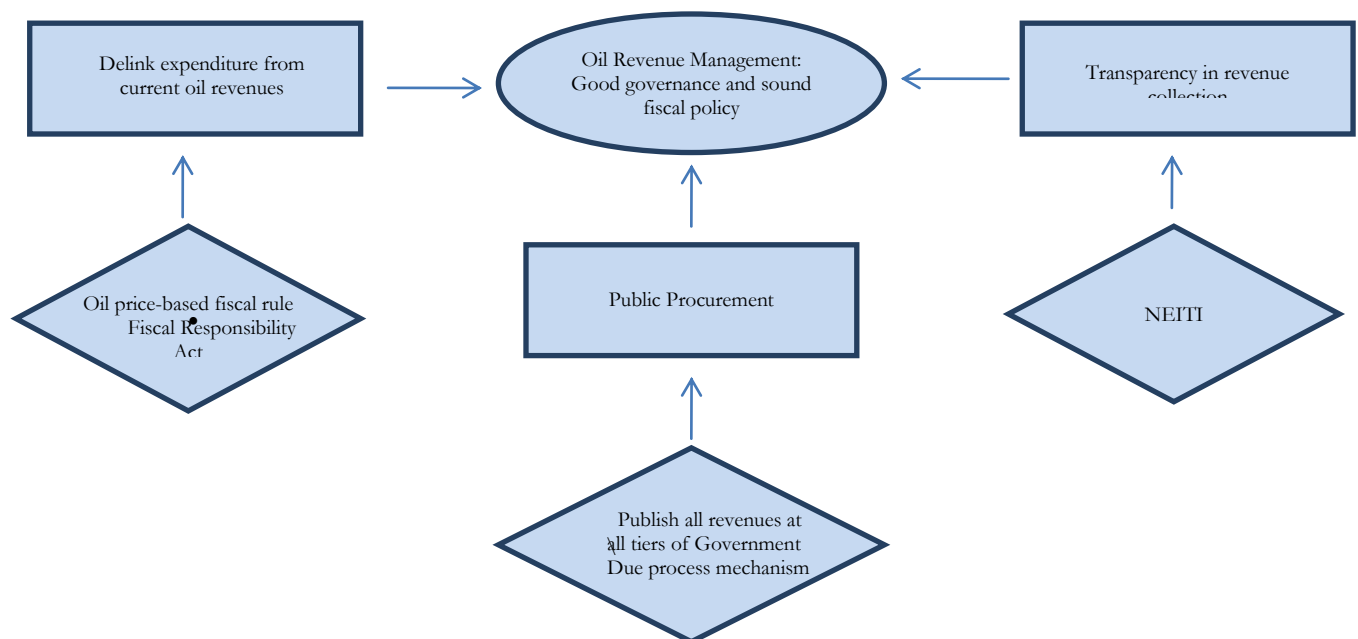 Delink expenditure from
current oil revenues
Oil Revenue Management:
Good governance and sound
fiscal policy
Transparency in revenue
collection
Oil price-based fiscal rule
Fiscal Responsibility
Act
Public Procurement
NEITI
Publish all revenues at
all tiers of Government
Due process mechanism